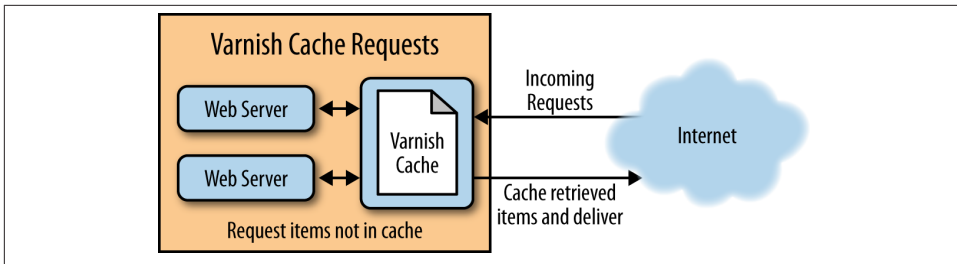 Varnish Cache Requests
Web Server
Web Server
Varnish
Cache
Request items not in cache
Incoming
Requests
Internet
Cache retrieved
items and deliver